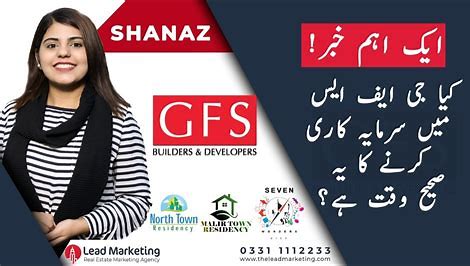 SHANAZ
GFS
BUILDERS & DEVELOPERS
North Town
Residency
MALIR TOWN
RESIDENCY
SEVEN
WONDERS
CITY
Lead Marketing
Real Estate Marketing Agency
ایک اہم خبر!
کیا جی ایف ایس
میں سرمایہ کاری
کرنے کا یہ
صحیح وقت ہے؟
0331 1112233
www.theleadmarketing.com